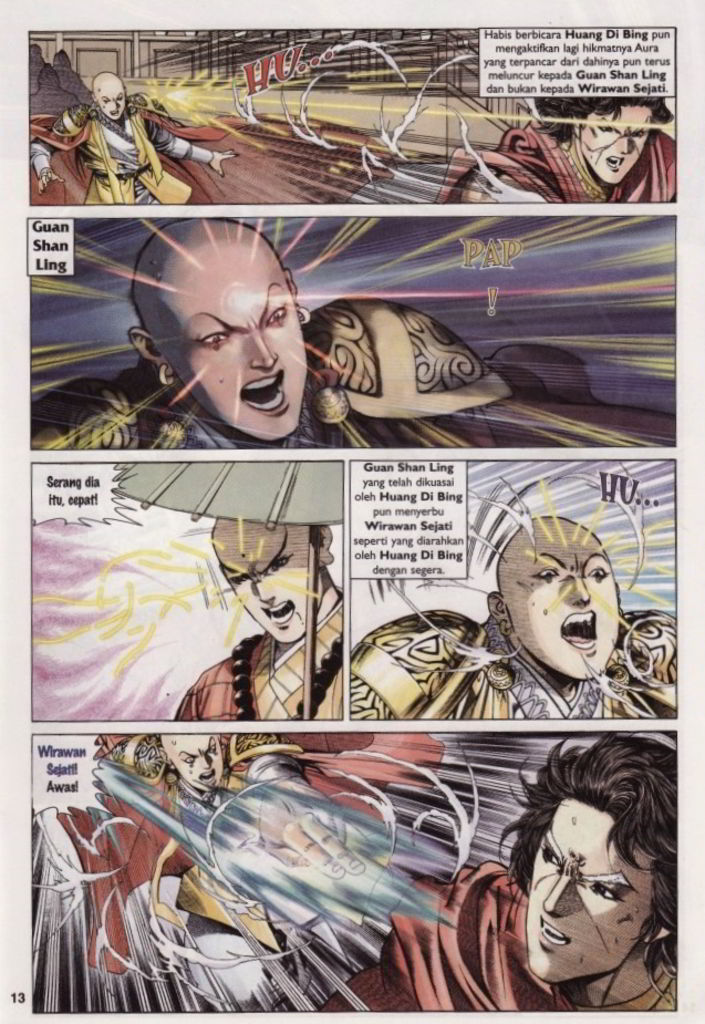 Habis berbicara Huang Di Bing pun
mengaktifkan lagi hikmatnya Aura
yang terpancar dari dahinya pun terus
meluncur kepada Guan Shan Ling
dan bukan kepada Wirawan Sejati.
HU...
Guan
Shan
Ling
PAP
!
Serang dia
itu, cepat!
Guan Shan Ling
yang telah dikuasai
oleh Huang Di Bing
pun menyerbu
Wirawan Sejati
seperti yang diarahkan
oleh Huang Di Bing
dengan segera.
HU...
Wirawan
Sejati!
Awas!
13